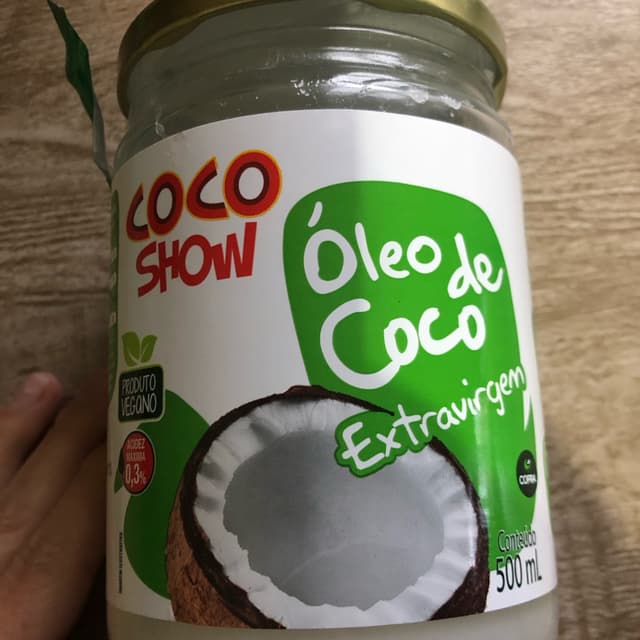 COCO
SHOW
Óleo de
Coco
Extravirgem
PRODUTO
VEGANO
ACIDEZ
MÁXIMA
0,3%
COPRA
Conteúdo
500 mL